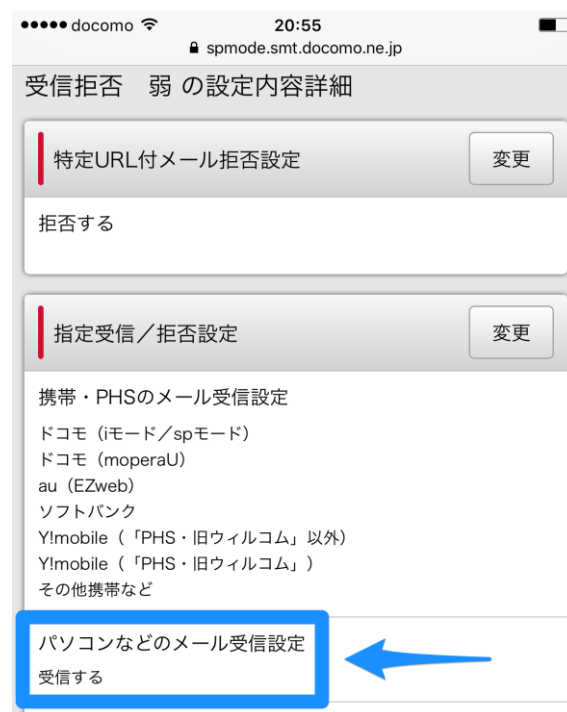 docomo 20:55
spmode.smt.docomo.ne.jp
受信拒否　弱 の設定内容詳細
特定URL付メール拒否設定 変更
拒否する
指定受信／拒否設定 変更
携帯・PHSのメール受信設定
ドコモ（iモード／spモード）
ドコモ（moperaU）
au（EZweb）
ソフトバンク
Y!mobile（「PHS・旧ウィルコム」以外）
Y!mobile（「PHS・旧ウィルコム」）
その他携帯など
パソコンなどのメール受信設定
受信する